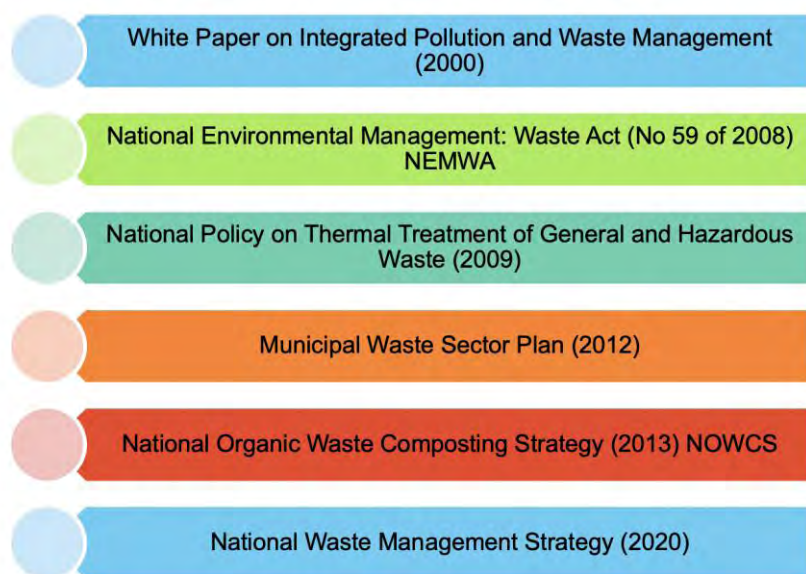 White Paper on Integrated Pollution and Waste Management
(2000)
National Environmental Management: Waste Act (No 59 of 2008)
NEMWA
National Policy on Thermal Treatment of General and Hazardous
Waste (2009)
Municipal Waste Sector Plan (2012)
National Organic Waste Composting Strategy (2013) NOWCS
National Waste Management Strategy (2020)